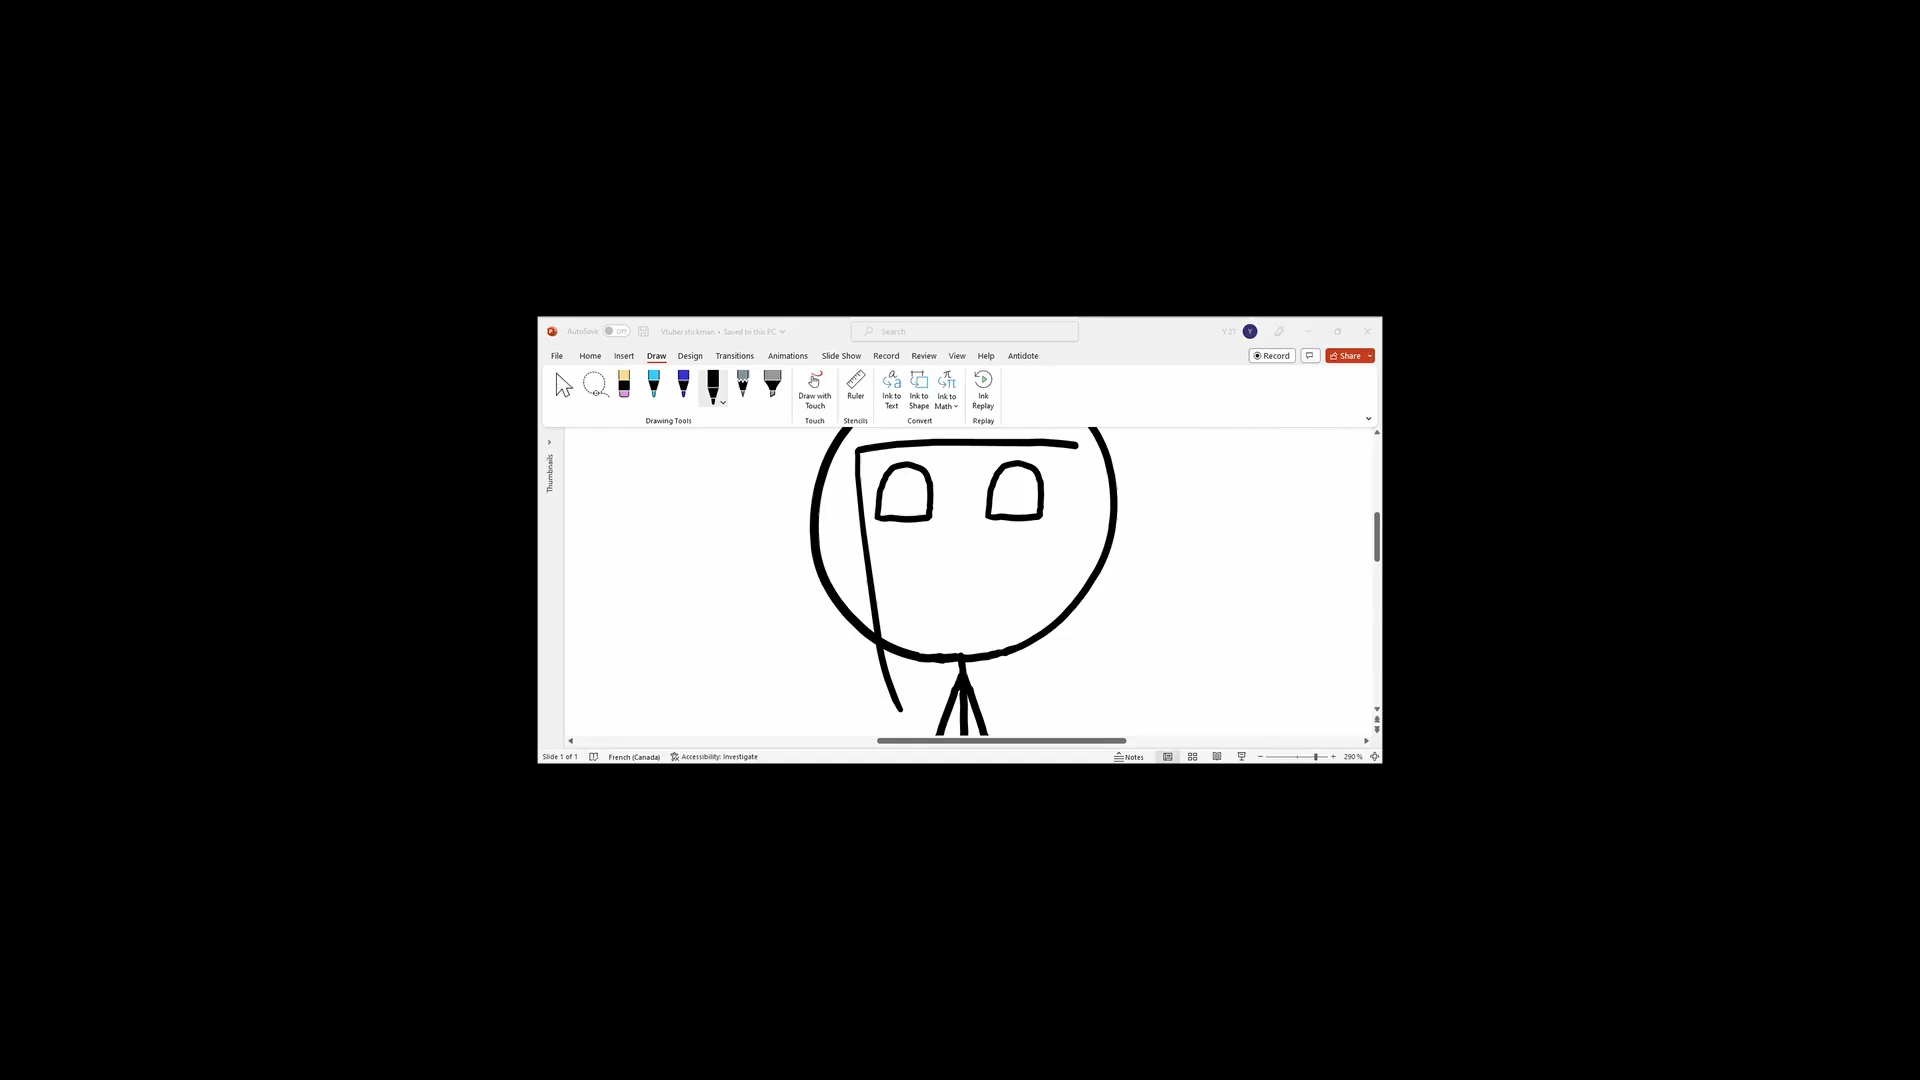 AutoSave Off Vtuber stickman • Saved to this PC Search Y 27 Y
File Home Insert Draw Design Transitions Animations Slide Show Record Review View Help Antidote Record Share
Draw with Touch Ruler Ink to Text Ink to Shape Ink to Math Ink Replay
Drawing Tools Touch Stencils Convert Replay
Thumbnails
Slide 1 of 1 French (Canada) Accessibility: Investigate Notes 290 %